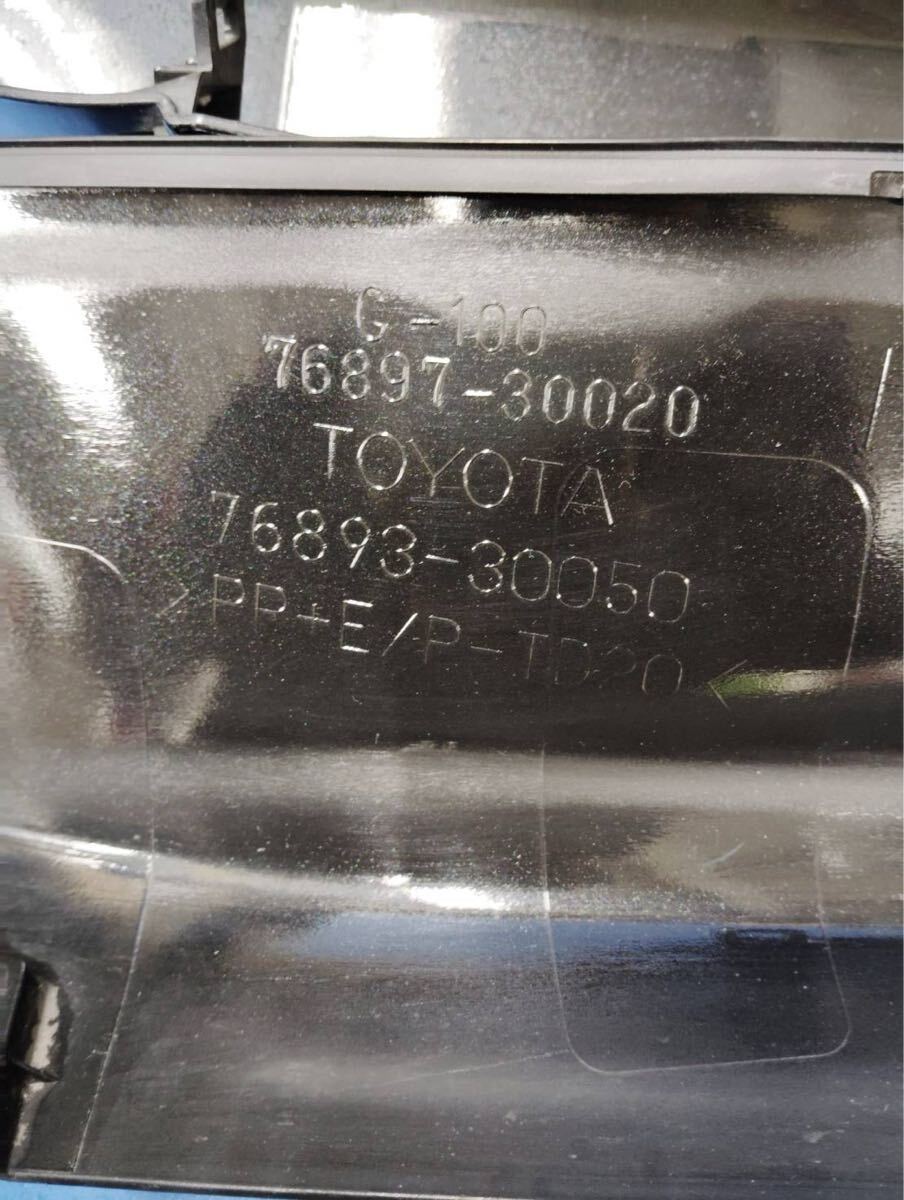 G-100
76897-30020
TOYOTA
76893-30050
>PP+E/P-TD20<